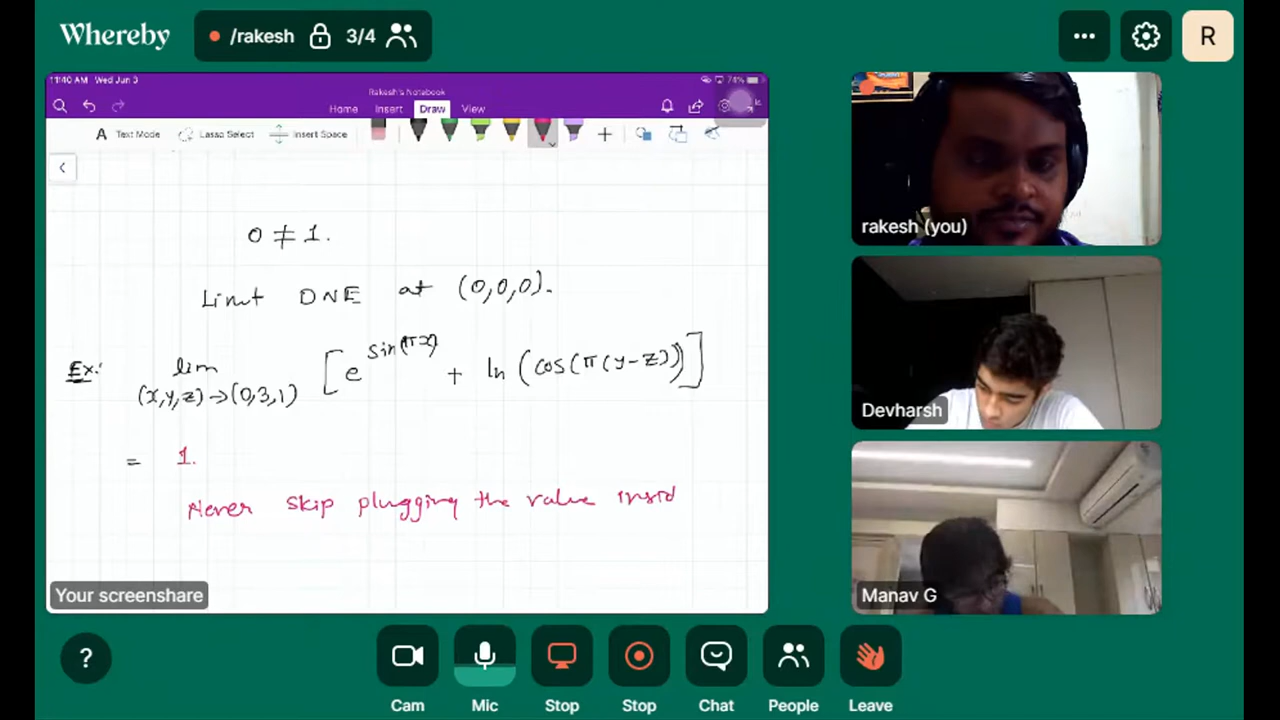 Whereby
/rakesh 3/4
R
11:40 AM Wed Jun 3
74%
Rakesh's Notebook
Home Insert Draw View
A Text Mode Lasso Select Insert Space
0 ≠ 1.
Limit DNE at (0,0,0).
Ex: lim (x,y,z)→(0,3,1) [e^sin(πx) + ln(cos(π(y-z)))]
= 1.
Never skip plugging the value insid
Your screenshare
rakesh (you)
Devharsh
Manav G
?
Cam Mic Stop Stop Chat People Leave